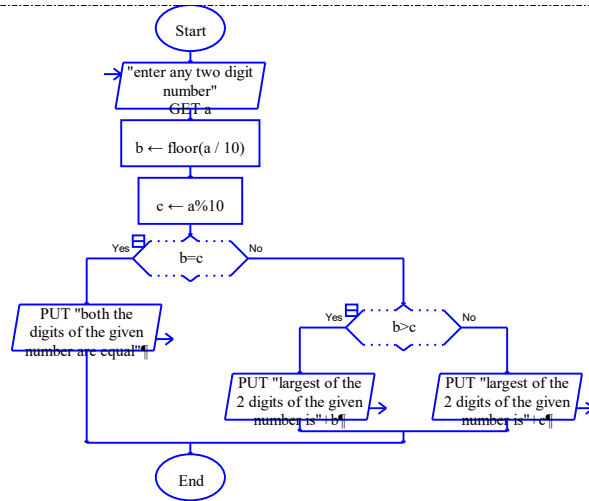 Start
"enter any two digit
number"
GET a
b ← floor(a / 10)
c ← a%10
Yes
No
b=c
PUT "both the
digits of the given
number are equal"¶
Yes
No
b>c
PUT "largest of the
2 digits of the given
number is"+b¶
PUT "largest of the
2 digits of the given
number is"+c¶
End